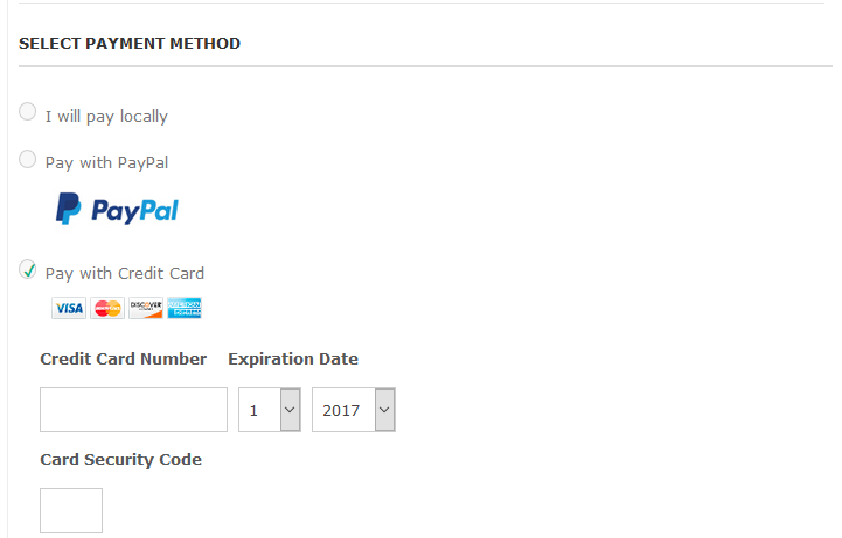 SELECT PAYMENT METHOD
I will pay locally
Pay with PayPal
PayPal
Pay with Credit Card
VISA MasterCard DISCOVER AMERICAN EXPRESS
Credit Card Number Expiration Date
1 2017
Card Security Code